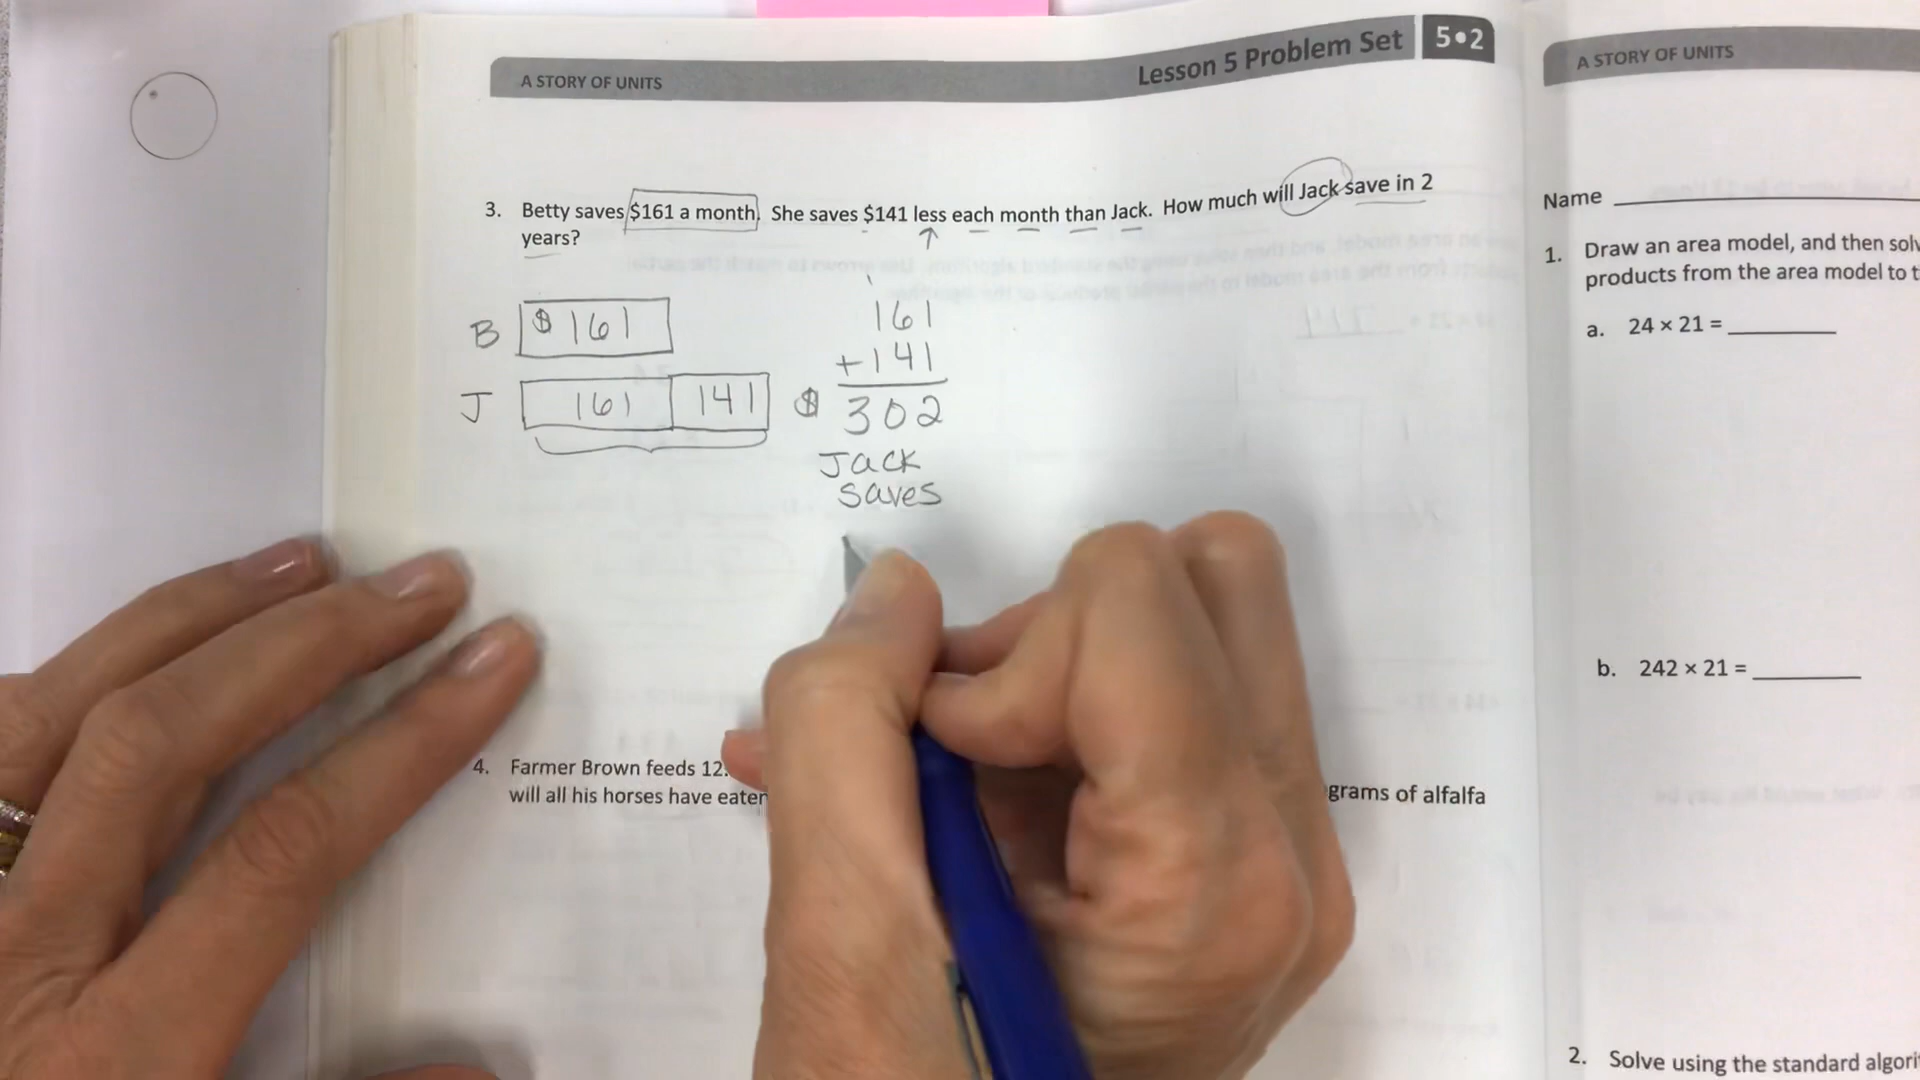 A STORY OF UNITS
Lesson 5 Problem Set 5•2
3. Betty saves $161 a month. She saves $141 less each month than Jack. How much will Jack save in 2
years?
B $161
J 161 141
1
161
+141
$ 302
Jack
saves
4. Farmer Brown feeds 12
will all his horses have eaten
grams of alfalfa
A STORY OF UNITS
Name
1. Draw an area model, and then solv
products from the area model to t
a. 24 × 21 =
b. 242 × 21 =
2. Solve using the standard algori